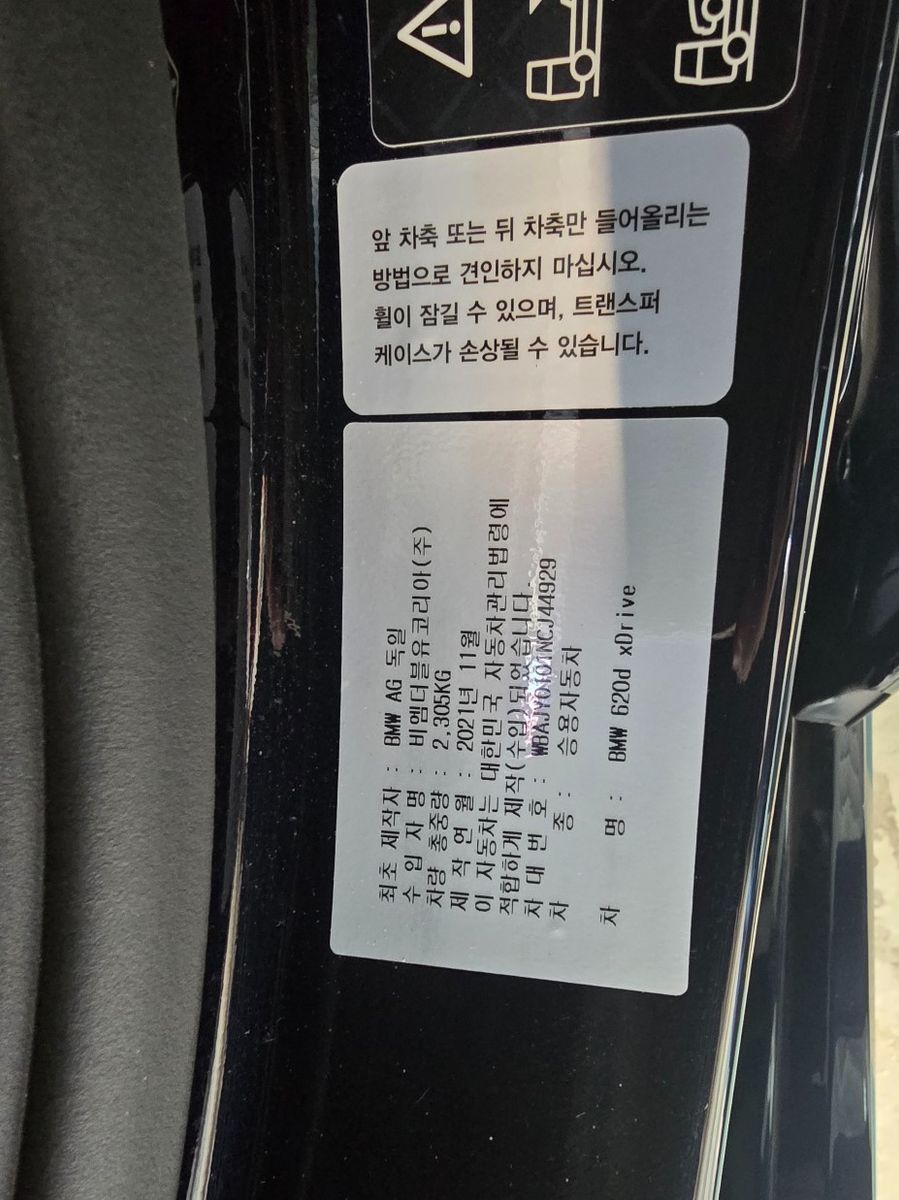 앞 차축 또는 뒤 차축만 들어올리는
방법으로 견인하지 마십시오.
휠이 잠길 수 있으며, 트랜스퍼
케이스가 손상될 수 있습니다.
최초 제작자 : BMW AG 독일
수 입 자 명 : 비엠더블유코리아(주)
차량 총중량 : 2,305KG
제 작 연 월 : 2021년 11월
이 자동차는 대한민국 자동차관리법령에
적합하게 제작(수입)되었습니다.
차 대 번 호 : WBAJY0101NCJ44929
차 종 : 승용자동차
차 명 : BMW 620d xDrive